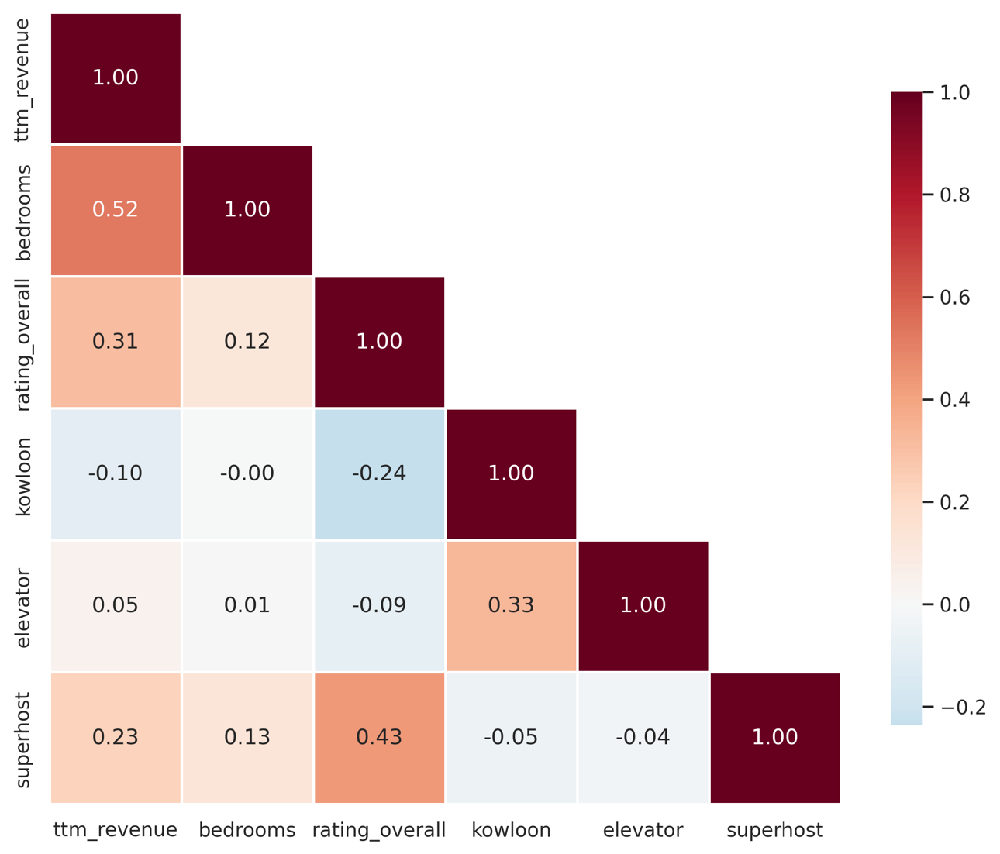 ttm_revenue
1.00
bedrooms
0.52 1.00
rating_overall
0.31 0.12 1.00
kowloon
-0.10 -0.00 -0.24 1.00
elevator
0.05 0.01 -0.09 0.33 1.00
superhost
0.23 0.13 0.43 -0.05 -0.04 1.00
ttm_revenue bedrooms rating_overall kowloon elevator superhost
1.0
0.8
0.6
0.4
0.2
0.0
−0.2